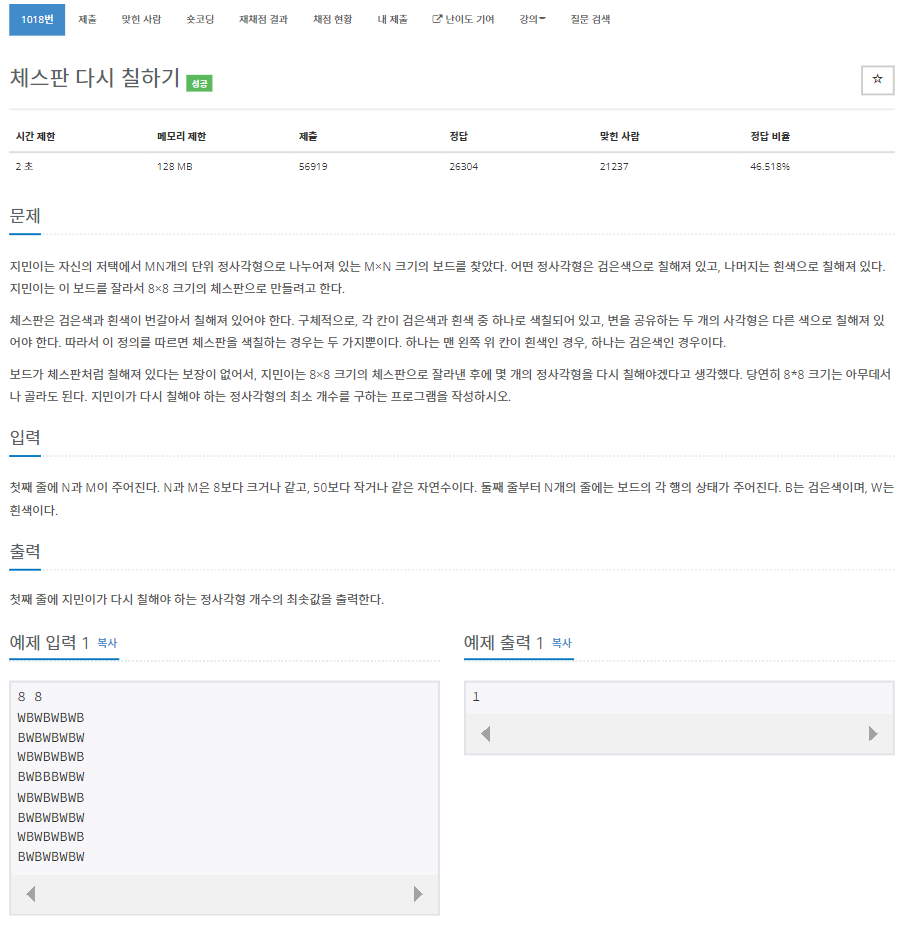 1018번 제출 맞힌 사람 숏코딩 재채점 결과 채점 현황 내 제출 난이도 기여 강의 질문 검색
체스판 다시 칠하기 성공
시간 제한 메모리 제한 제출 정답 맞힌 사람 정답 비율
2 초 128 MB 56919 26304 21237 46.518%
문제
지민이는 자신의 저택에서 MN개의 단위 정사각형으로 나누어져 있는 M×N 크기의 보드를 찾았다. 어떤 정사각형은 검은색으로 칠해져 있고, 나머지는 흰색으로 칠해져 있다.
지민이는 이 보드를 잘라서 8×8 크기의 체스판으로 만들려고 한다.
체스판은 검은색과 흰색이 번갈아서 칠해져 있어야 한다. 구체적으로, 각 칸이 검은색과 흰색 중 하나로 색칠되어 있고, 변을 공유하는 두 개의 사각형은 다른 색으로 칠해져 있
어야 한다. 따라서 이 정의를 따르면 체스판을 색칠하는 경우는 두 가지뿐이다. 하나는 맨 왼쪽 위 칸이 흰색인 경우, 하나는 검은색인 경우이다.
보드가 체스판처럼 칠해져 있다는 보장이 없어서, 지민이는 8×8 크기의 체스판으로 잘라낸 후에 몇 개의 정사각형을 다시 칠해야겠다고 생각했다. 당연히 8*8 크기는 아무데서
나 골라도 된다. 지민이가 다시 칠해야 하는 정사각형의 최소 개수를 구하는 프로그램을 작성하시오.
입력
첫째 줄에 N과 M이 주어진다. N과 M은 8보다 크거나 같고, 50보다 작거나 같은 자연수이다. 둘째 줄부터 N개의 줄에는 보드의 각 행의 상태가 주어진다. B는 검은색이며, W는
흰색이다.
출력
첫째 줄에 지민이가 다시 칠해야 하는 정사각형 개수의 최솟값을 출력한다.
예제 입력 1 복사
8 8
WBWBWBWB
BWBWBWBW
WBWBWBWB
BWBBBWBW
WBWBWBWB
BWBWBWBW
WBWBWBWB
BWBWBWBW
예제 출력 1 복사
1